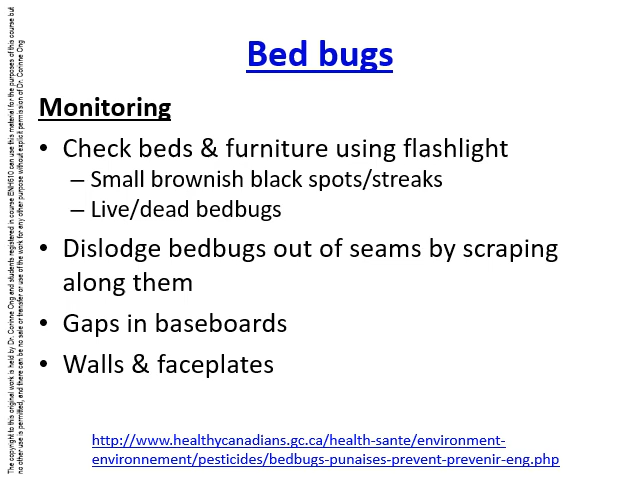 Bed bugs
Monitoring
• Check beds & furniture using flashlight
– Small brownish black spots/streaks
– Live/dead bedbugs
• Dislodge bedbugs out of seams by scraping
along them
• Gaps in baseboards
• Walls & faceplates
http://www.healthycanadians.gc.ca/health-sante/environment-
environnement/pesticides/bedbugs-punaises-prevent-prevenir-eng.php
The copyright to this original work is held by Dr. Corinne Ong and students registered in course ENH610 can use this material for the purposes of this course but
no other use is permitted, and there can be no sale or transfer or use of the work for any other purpose without explicit permission of Dr. Corinne Ong